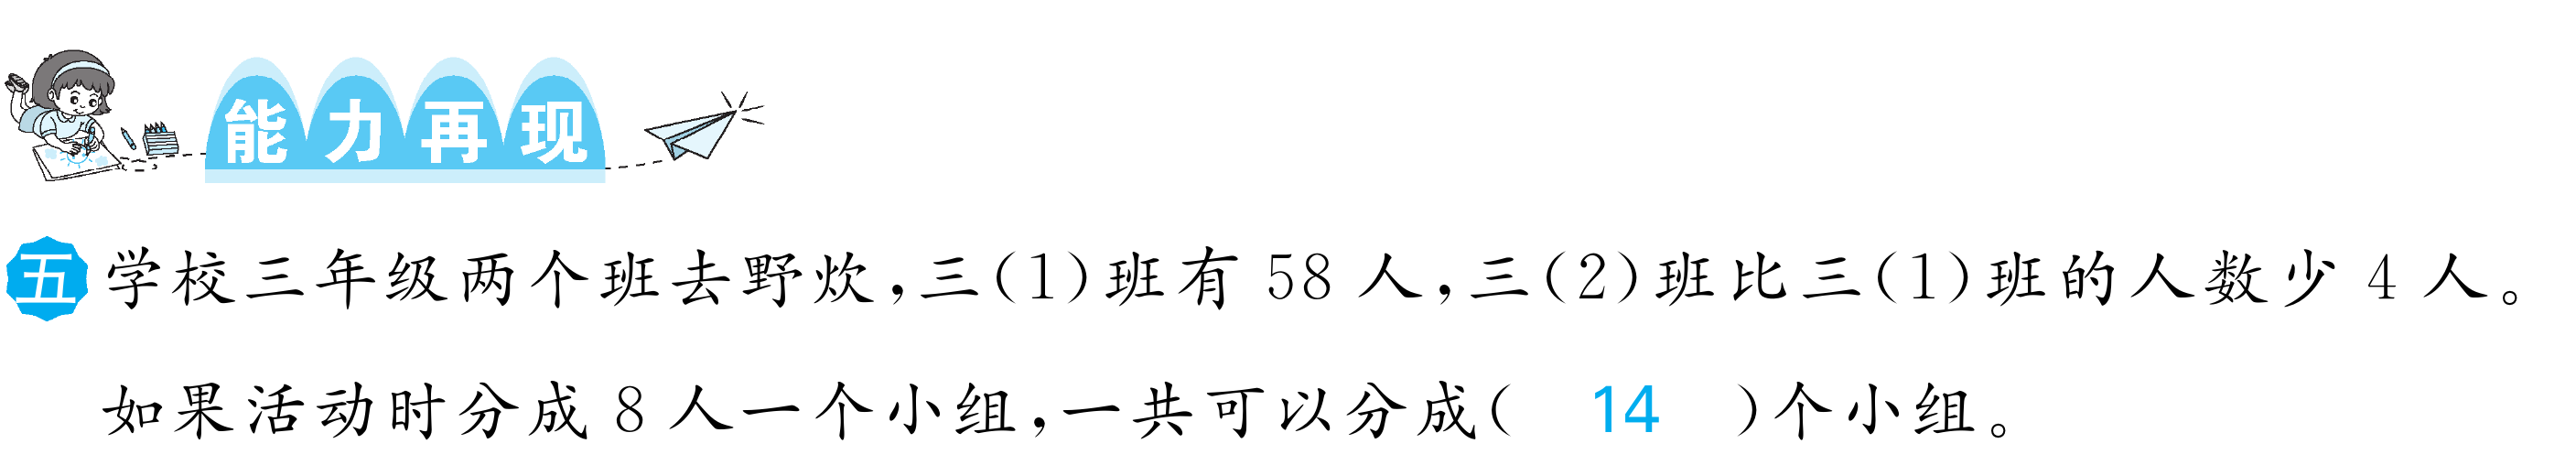 能力再现
五 学校三年级两个班去野炊,三(1)班有 58 人,三(2)班比三(1)班的人数少 4 人。
如果活动时分成 8 人一个小组,一共可以分成( 14 )个小组。